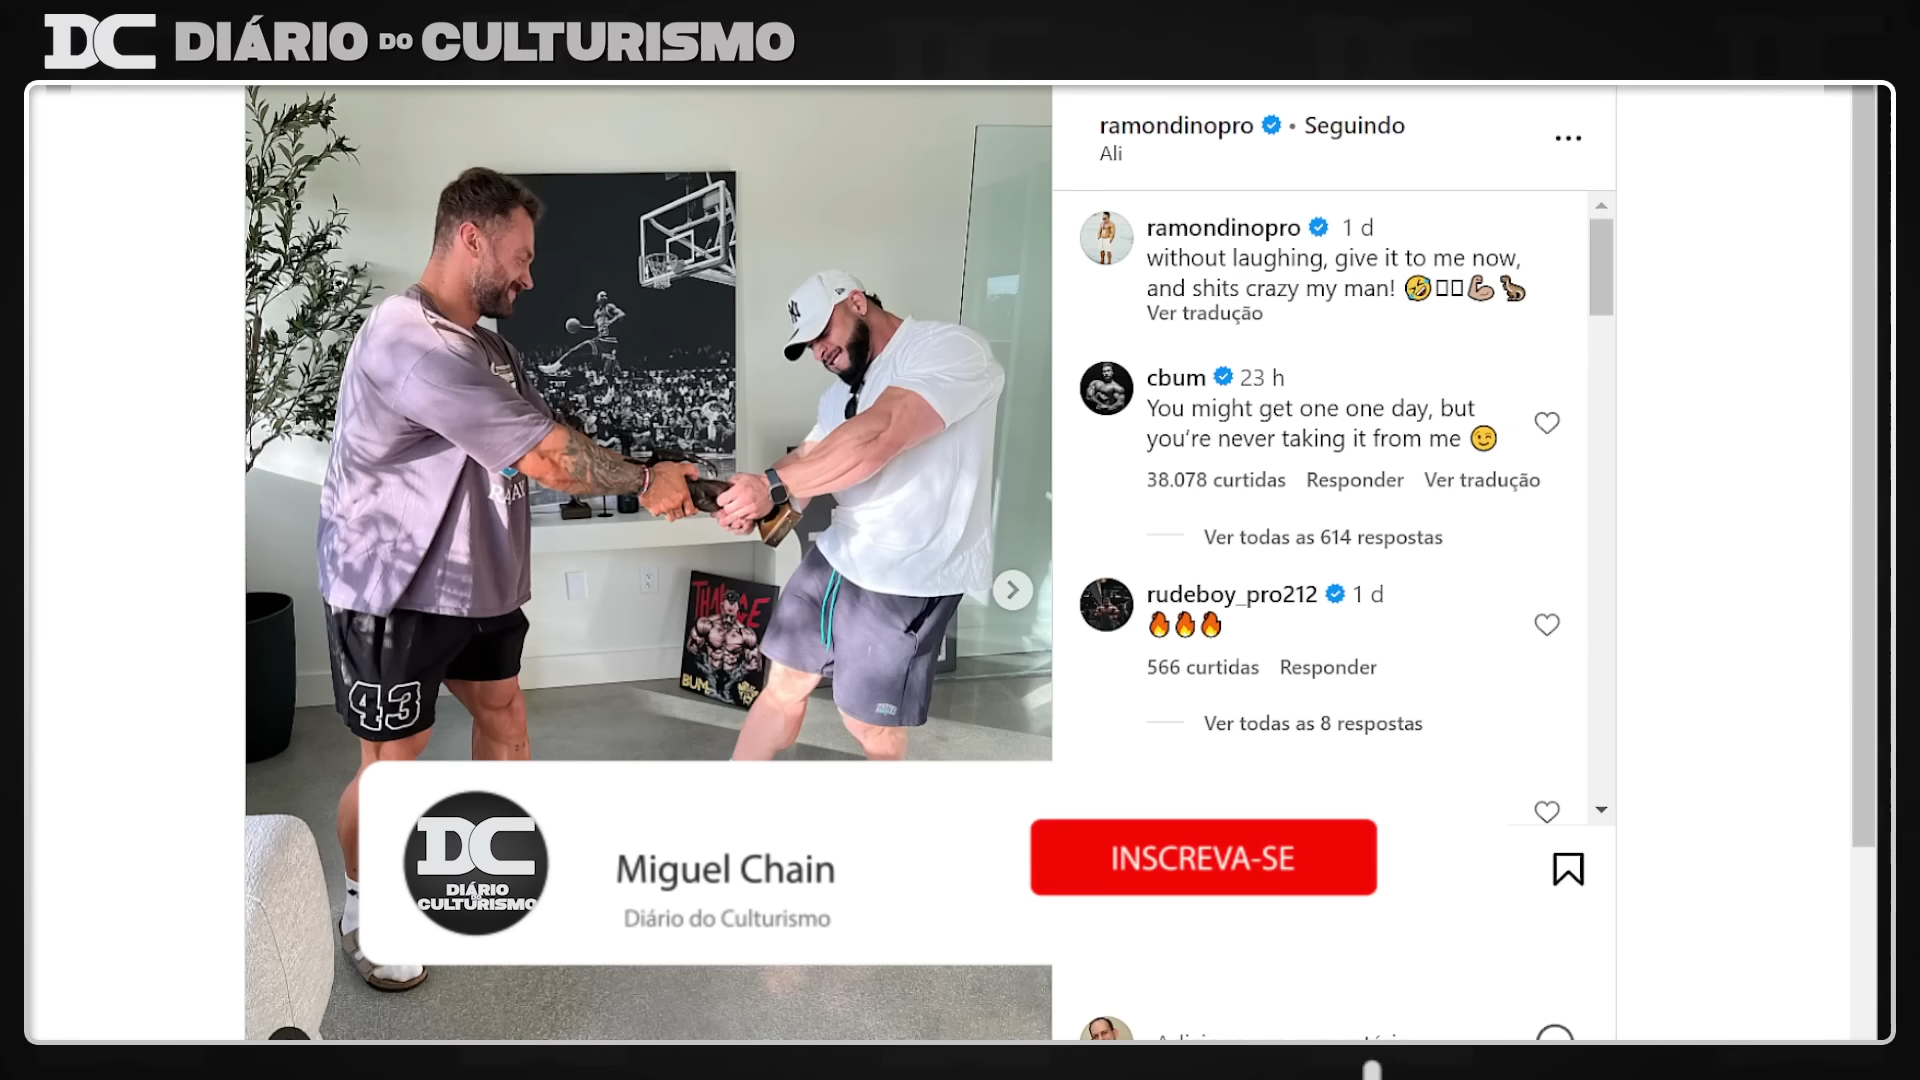 DC DIÁRIO DO CULTURISMO
ramondinopro • Seguindo
Ali
ramondinopro 1 d
without laughing, give it to me now,
and shits crazy my man! 🤣💪🏼🦖
Ver tradução
cbum 23 h
You might get one one day, but
you’re never taking it from me 😉
38.078 curtidas Responder Ver tradução
Ver todas as 614 respostas
rudeboy_pro212 1 d
🔥🔥🔥
566 curtidas Responder
Ver todas as 8 respostas
43
BUM
DC
DIÁRIO
DO
CULTURISMO
Miguel Chain
Diário do Culturismo
INSCREVA-SE